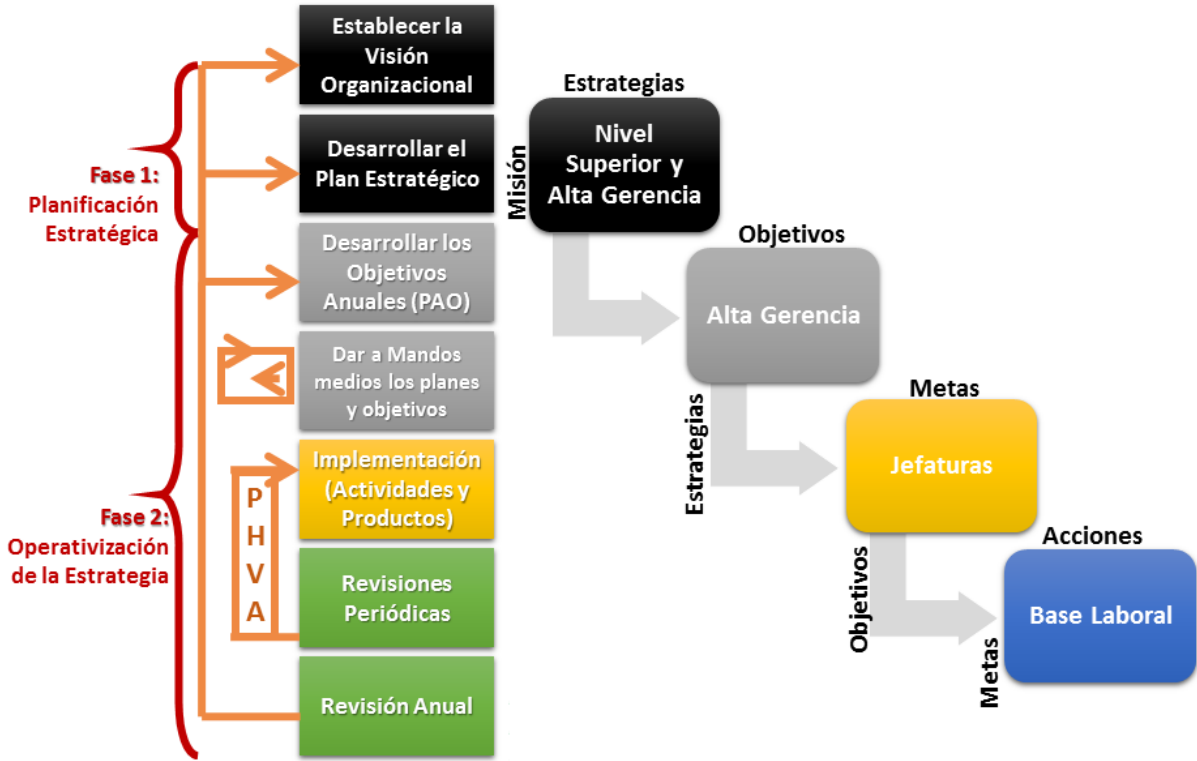 Establecer la
Visión
Organizacional
Desarrollar el
Plan Estratégico
Desarrollar los
Objetivos
Anuales (PAO)
Dar a Mandos
medios los planes
y objetivos
Implementación
(Actividades y
Productos)
Revisiones
Periódicas
Revisión Anual
Fase 1:
Planificación
Estratégica
Fase 2:
Operativización
de la Estrategia
P
H
V
A
Estrategias
Misión
Nivel
Superior y
Alta Gerencia
Objetivos
Alta Gerencia
Estrategias
Metas
Jefaturas
Objetivos
Acciones
Base Laboral
Metas